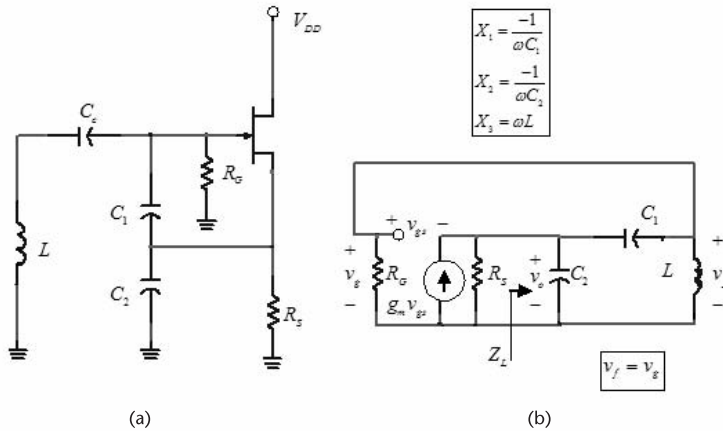 V_DD
C_c
R_G
C_1
L
C_2
R_S
(a)
X_1 = -1/ωC_1
X_2 = -1/ωC_2
X_3 = ωL
C_1
+ v_gs −
+ v_g −
R_G
g_m v_gs
R_S
+ v_o −
C_2
L
+ v −
Z_L
v_f = v_g
(b)